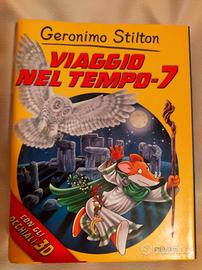 Geronimo Stilton
VIAGGIO
NEL TEMPO-7
CON GLI
OCCHIALI 3D